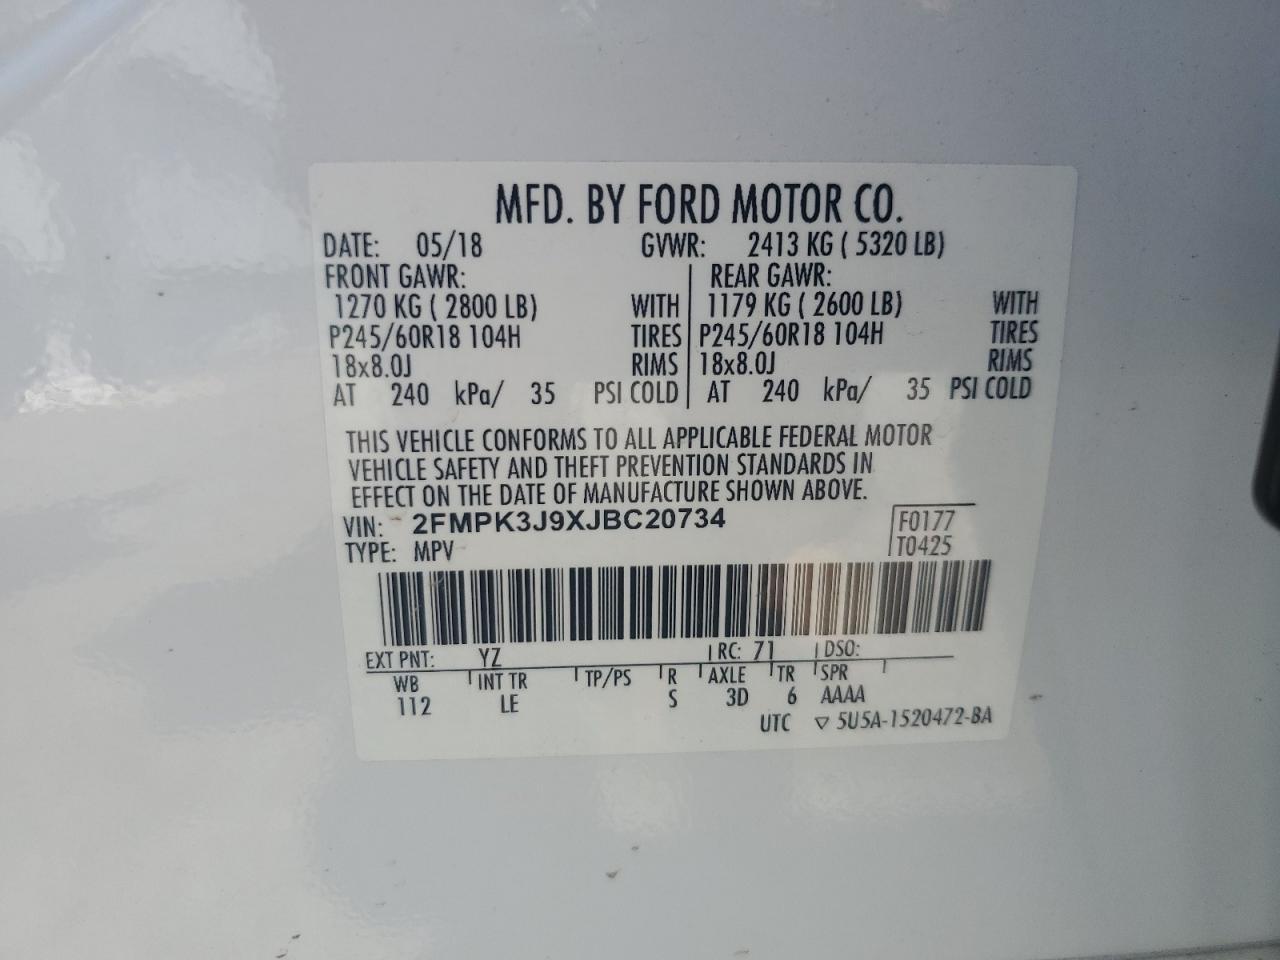 MFD. BY FORD MOTOR CO.
DATE: 05/18 GVWR: 2413 KG ( 5320 LB)
FRONT GAWR: REAR GAWR:
1270 KG ( 2800 LB) WITH 1179 KG ( 2600 LB) WITH
P245/60R18 104H TIRES P245/60R18 104H TIRES
18x8.0J RIMS 18x8.0J RIMS
AT 240 kPa/ 35 PSI COLD AT 240 kPa/ 35 PSI COLD
THIS VEHICLE CONFORMS TO ALL APPLICABLE FEDERAL MOTOR
VEHICLE SAFETY AND THEFT PREVENTION STANDARDS IN
EFFECT ON THE DATE OF MANUFACTURE SHOWN ABOVE.
VIN: 2FMPK3J9XJBC20734 F0177
TYPE: MPV T0425
EXT PNT: YZ RC: 71 DSO:
WB INT TR TP/PS R AXLE TR SPR
112 LE S 3D 6 AAAA
UTC ▽ 5U5A-1520472-BA